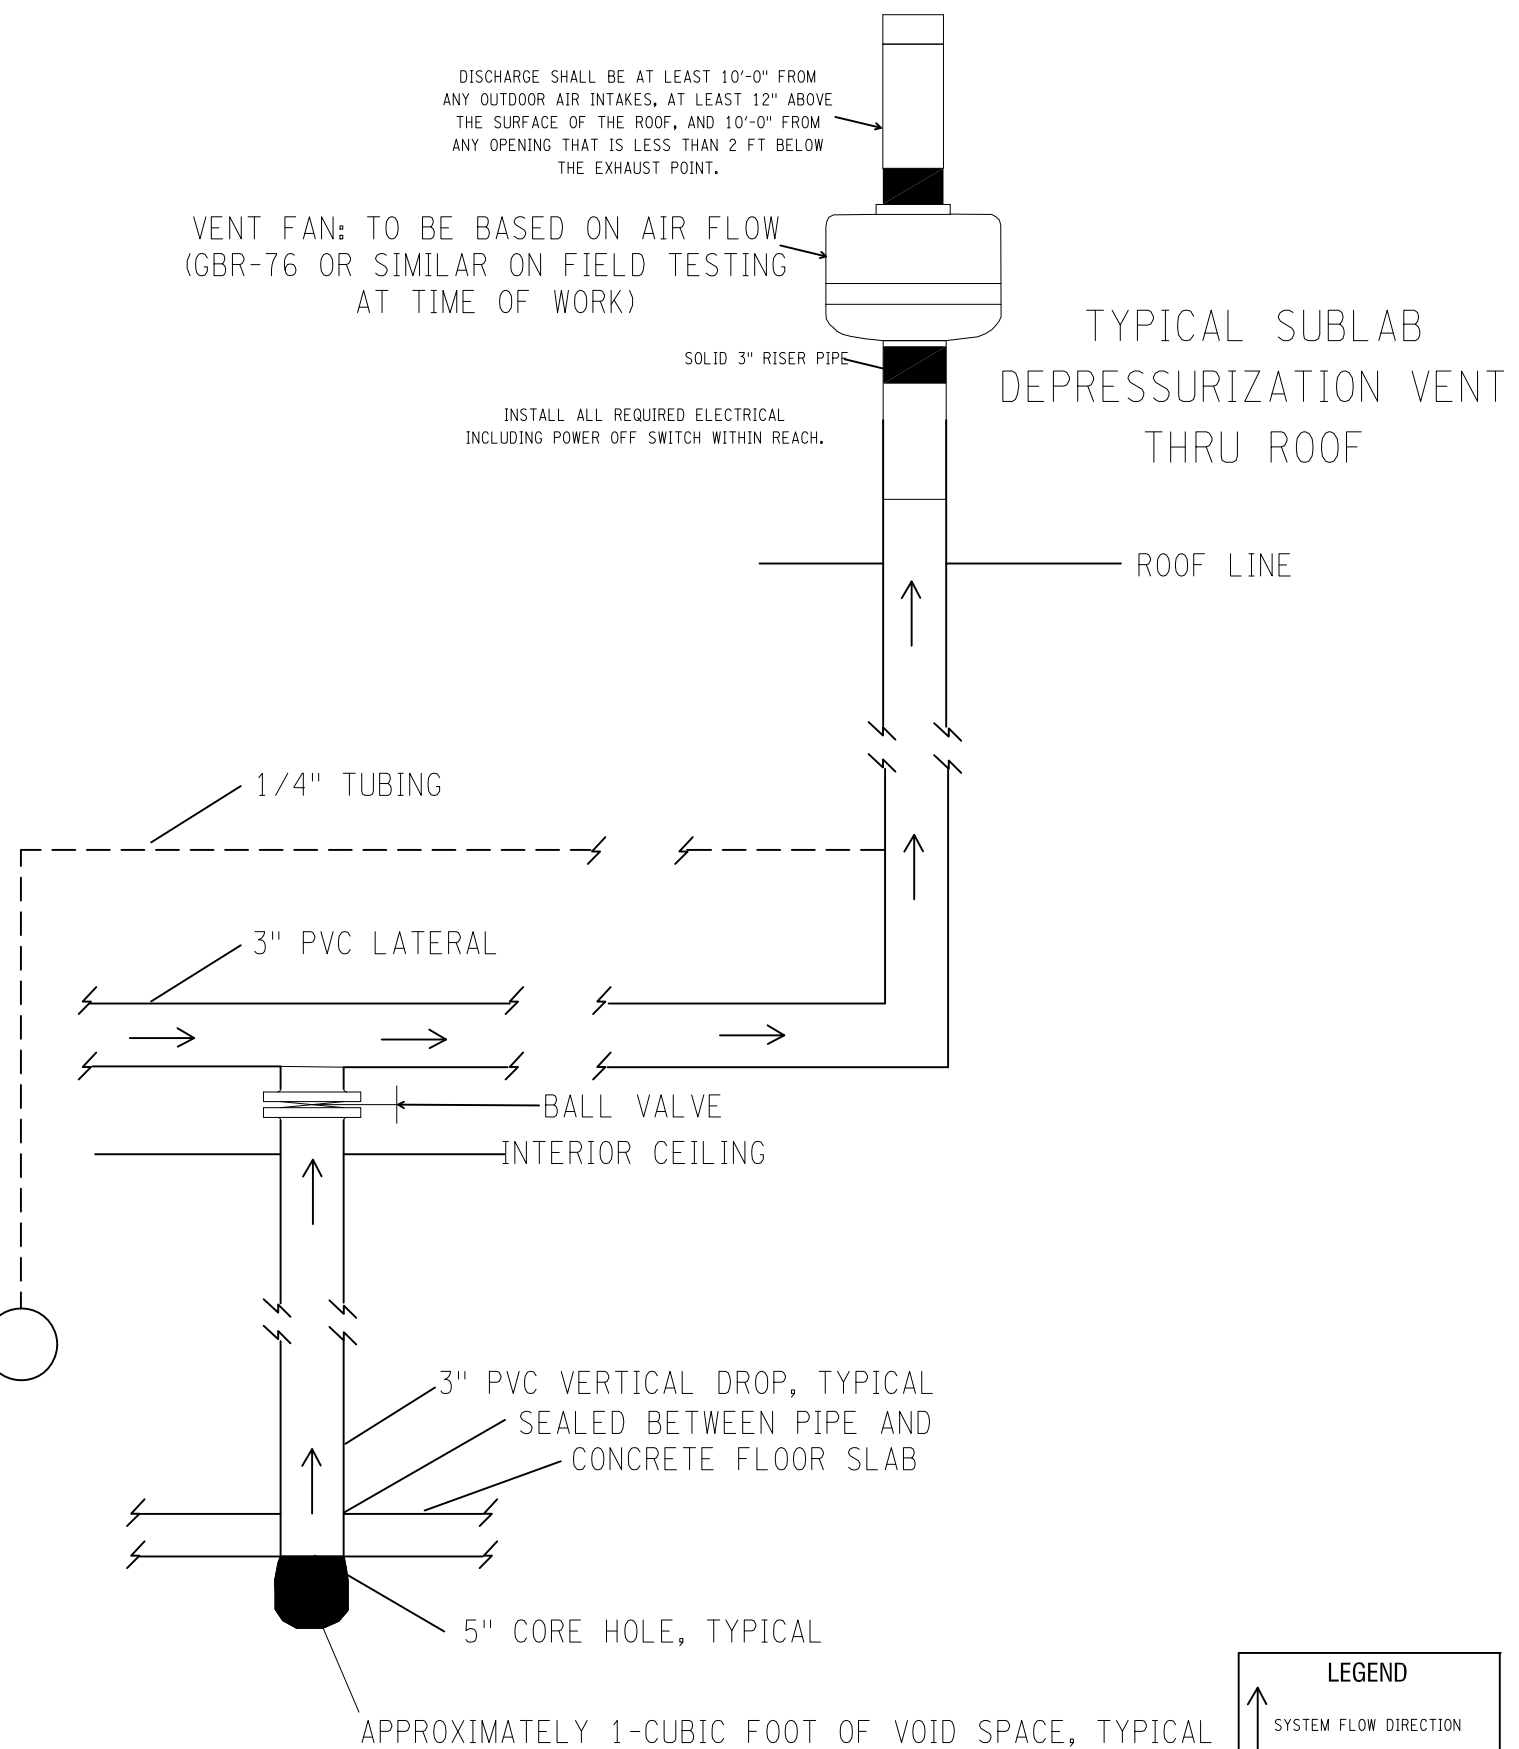 DISCHARGE SHALL BE AT LEAST 10'-0" FROM
ANY OUTDOOR AIR INTAKES, AT LEAST 12" ABOVE
THE SURFACE OF THE ROOF, AND 10'-0" FROM
ANY OPENING THAT IS LESS THAN 2 FT BELOW
THE EXHAUST POINT.
VENT FAN: TO BE BASED ON AIR FLOW
(GBR-76 OR SIMILAR ON FIELD TESTING
AT TIME OF WORK)
TYPICAL SUBLAB
DEPRESSURIZATION VENT
THRU ROOF
SOLID 3" RISER PIPE
INSTALL ALL REQUIRED ELECTRICAL
INCLUDING POWER OFF SWITCH WITHIN REACH.
ROOF LINE
1/4" TUBING
3" PVC LATERAL
BALL VALVE
INTERIOR CEILING
3" PVC VERTICAL DROP, TYPICAL
SEALED BETWEEN PIPE AND
CONCRETE FLOOR SLAB
5" CORE HOLE, TYPICAL
APPROXIMATELY 1-CUBIC FOOT OF VOID SPACE, TYPICAL
LEGEND
SYSTEM FLOW DIRECTION